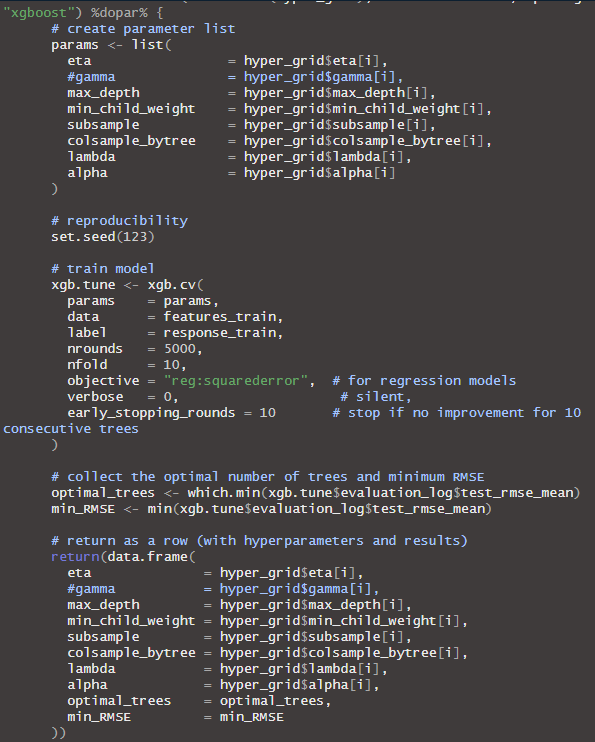 "xgboost") %dopar% {
# create parameter list
params <- list(
eta = hyper_grid$eta[i],
#gamma = hyper_grid$gamma[i],
max_depth = hyper_grid$max_depth[i],
min_child_weight = hyper_grid$min_child_weight[i],
subsample = hyper_grid$subsample[i],
colsample_bytree = hyper_grid$colsample_bytree[i],
lambda = hyper_grid$lambda[i],
alpha = hyper_grid$alpha[i]
)
# reproducibility
set.seed(123)
# train model
xgb.tune <- xgb.cv(
params = params,
data = features_train,
label = response_train,
nrounds = 5000,
nfold = 10,
objective = "reg:squarederror", # for regression models
verbose = 0, # silent,
early_stopping_rounds = 10 # stop if no improvement for 10
consecutive trees
)
# collect the optimal number of trees and minimum RMSE
optimal_trees <- which.min(xgb.tune$evaluation_log$test_rmse_mean)
min_RMSE <- min(xgb.tune$evaluation_log$test_rmse_mean)
# return as a row (with hyperparameters and results)
return(data.frame(
eta = hyper_grid$eta[i],
#gamma = hyper_grid$gamma[i],
max_depth = hyper_grid$max_depth[i],
min_child_weight = hyper_grid$min_child_weight[i],
subsample = hyper_grid$subsample[i],
colsample_bytree = hyper_grid$colsample_bytree[i],
lambda = hyper_grid$lambda[i],
alpha = hyper_grid$alpha[i],
optimal_trees = optimal_trees,
min_RMSE = min_RMSE
))